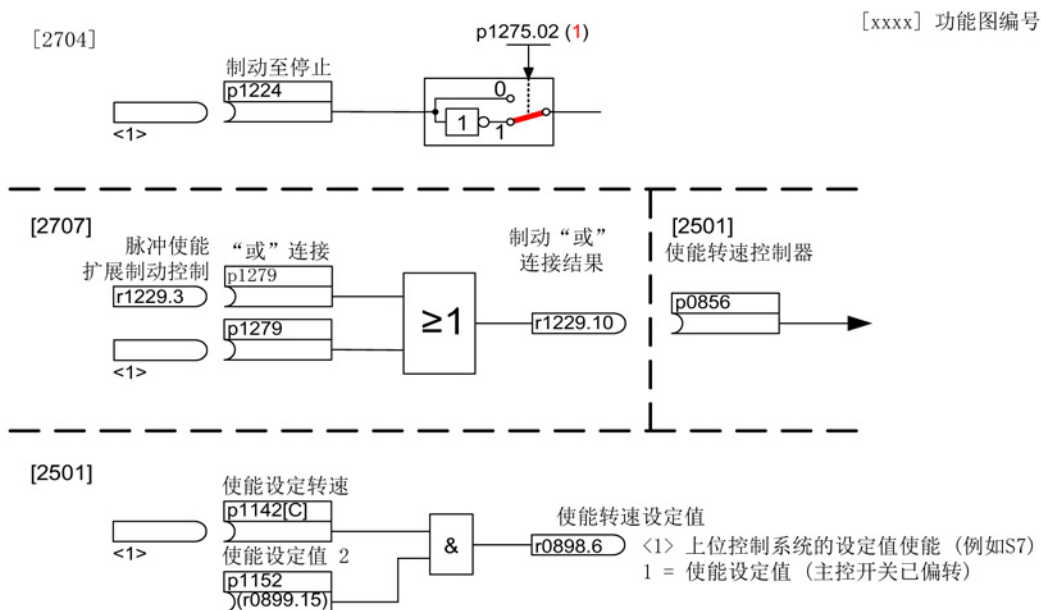 [xxxx] 功能图编号
[2704]
p1275.02 (1)
制动至停止
p1224
0
1
1
<1>
[2707]
[2501]
脉冲使能
扩展制动控制
“或”连接
制动“或”
连接结果
使能转速控制器
r1229.3
p1279
p0856
≥1
p1279
r1229.10
<1>
[2501]
使能设定转速
p1142[C]
使能转速设定值
<1>
使能设定值 2
&
r0898.6
<1> 上位控制系统的设定值使能 (例如S7)
1 = 使能设定值 (主控开关已偏转)
p1152
(r0899.15)